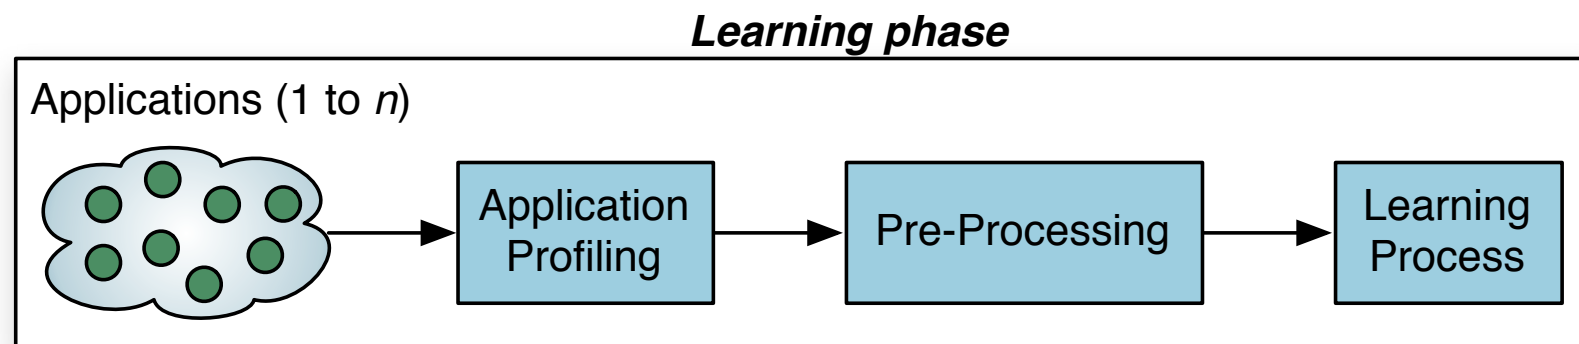 Learning phase
Applications (1 to n)
Application
Profiling
Pre-Processing
Learning
Process